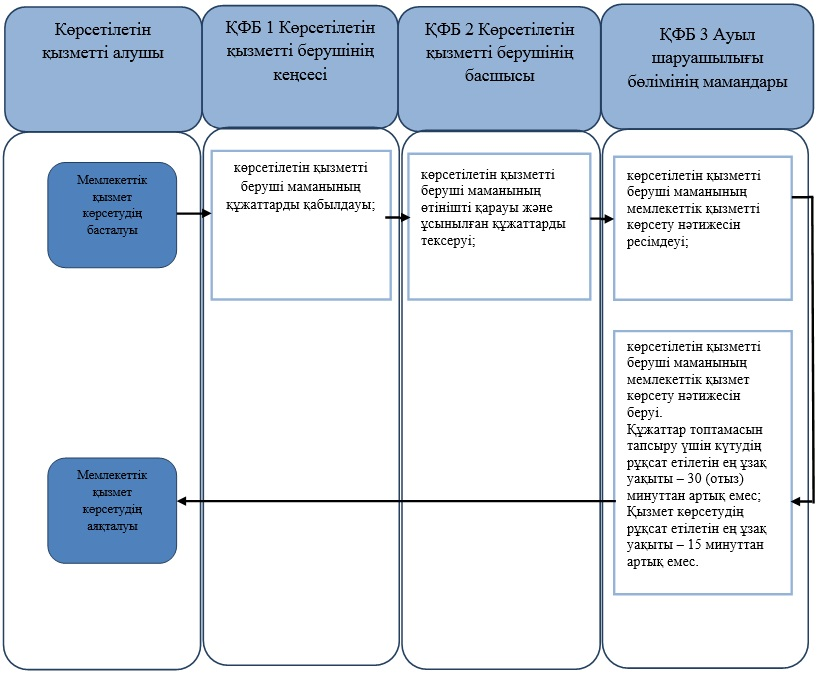 Көрсетілетін
қызметті алушы
ҚФБ 1 Көрсетілетін
қызметті берушінің
кеңсесі
ҚФБ 2 Көрсетілетін
қызметті берушінің
басшысы
ҚФБ 3 Ауыл
шаруашылығы
бөлімінің мамандары
Мемлекеттік
қызмет
көрсетудің
басталуы
көрсетілетін қызметті
беруші маманының
құжаттарды қабылдауы;
көрсетілетін қызметті
беруші маманының
өтінішті қарауы және
ұсынылған құжаттарды
тексеруі;
көрсетілетін қызметті
беруші маманының
мемлекеттік қызметті
көрсету нәтижесін
ресімдеуі;
көрсетілетін қызметті
беруші маманының
мемлекеттік қызмет
көрсету нәтижесін
беруі.
Құжаттар топтамасын
тапсыру үшін күтудің
рұқсат етілетін ең ұзақ
уақыты – 30 (отыз)
минуттан артық емес;
Қызмет көрсетудің
рұқсат етілетін ең ұзақ
уақыты – 15 минуттан
артық емес.
Мемлекеттік
қызмет
көрсетудің
аяқталуы